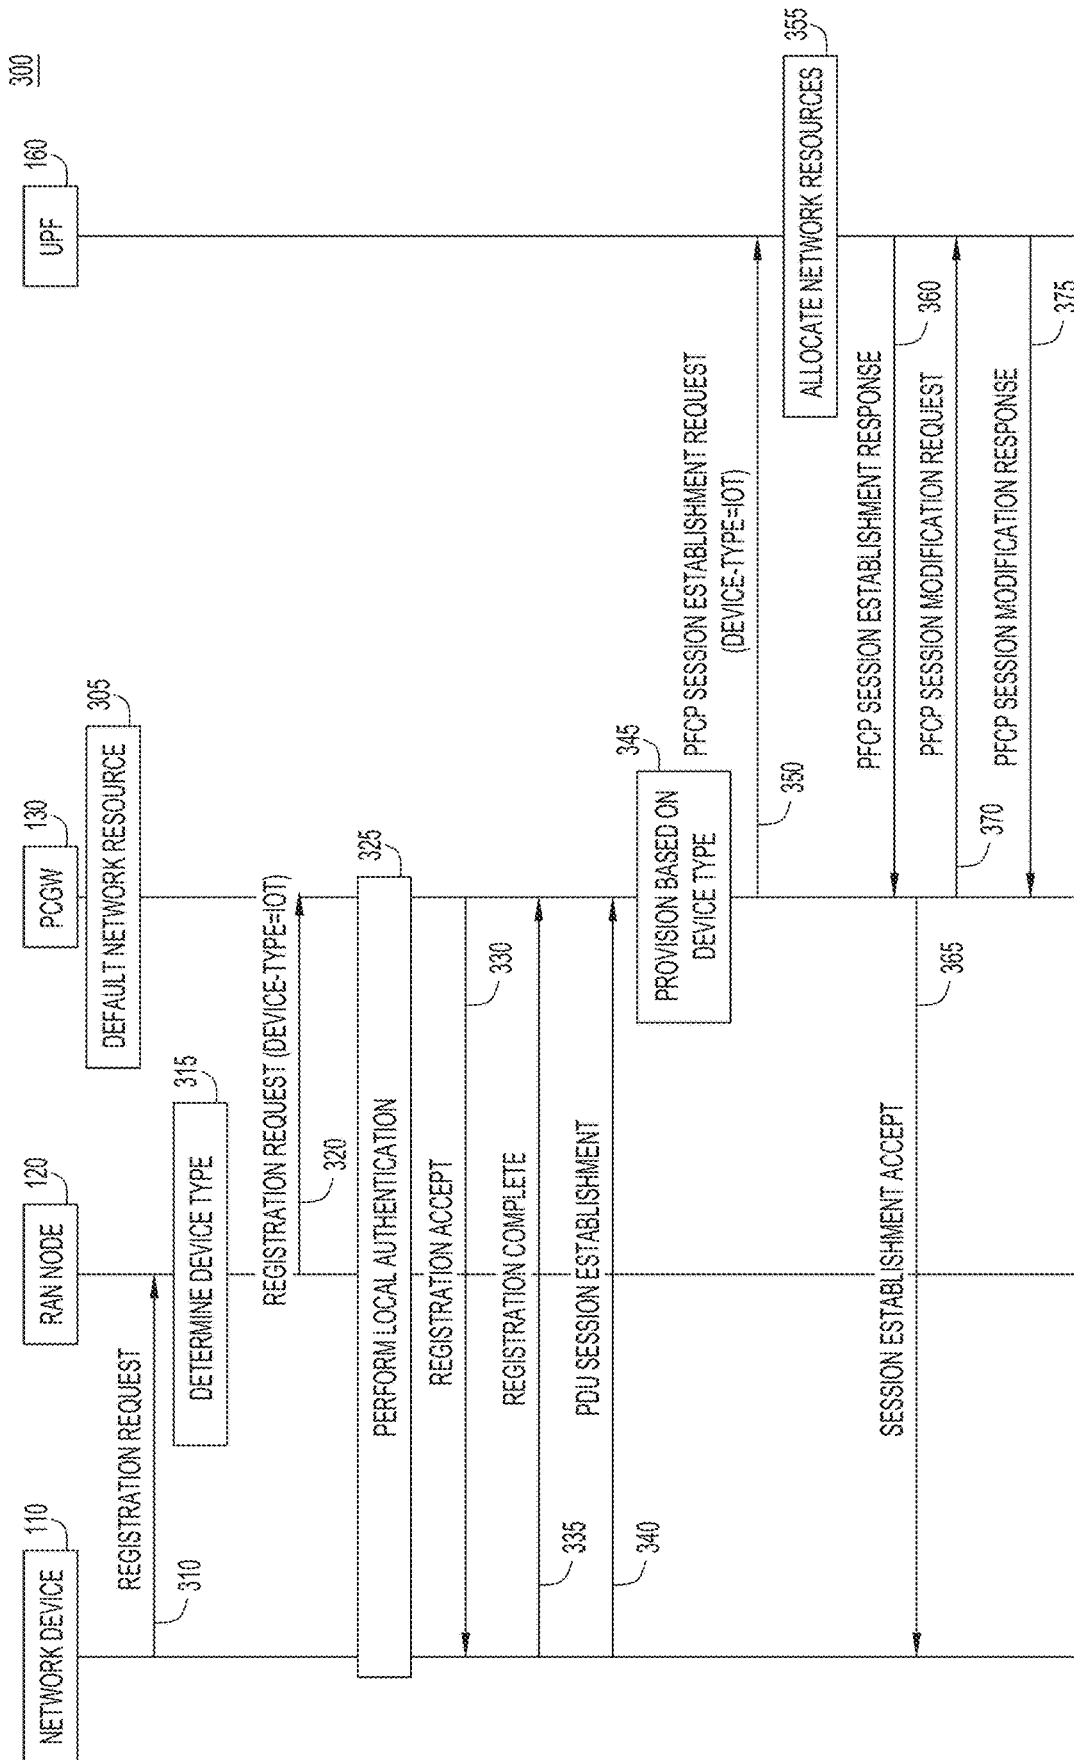 300
NETWORK DEVICE
110
RAN NODE
120
PCGW
130
UPF
160
DEFAULT NETWORK RESOURCE
305
REGISTRATION REQUEST
310
DETERMINE DEVICE TYPE
315
REGISTRATION REQUEST (DEVICE-TYPE=IOT)
320
PERFORM LOCAL AUTHENTICATION
325
REGISTRATION ACCEPT
330
REGISTRATION COMPLETE
335
PDU SESSION ESTABLISHMENT
340
PROVISION BASED ON
DEVICE TYPE
345
PFCP SESSION ESTABLISHMENT REQUEST
(DEVICE-TYPE=IOT)
350
ALLOCATE NETWORK RESOURCES
355
PFCP SESSION ESTABLISHMENT RESPONSE
360
SESSION ESTABLISH ACCEPT
365
PFCP SESSION MODIFICATION REQUEST
370
PFCP SESSION MODIFICATION RESPONSE
375